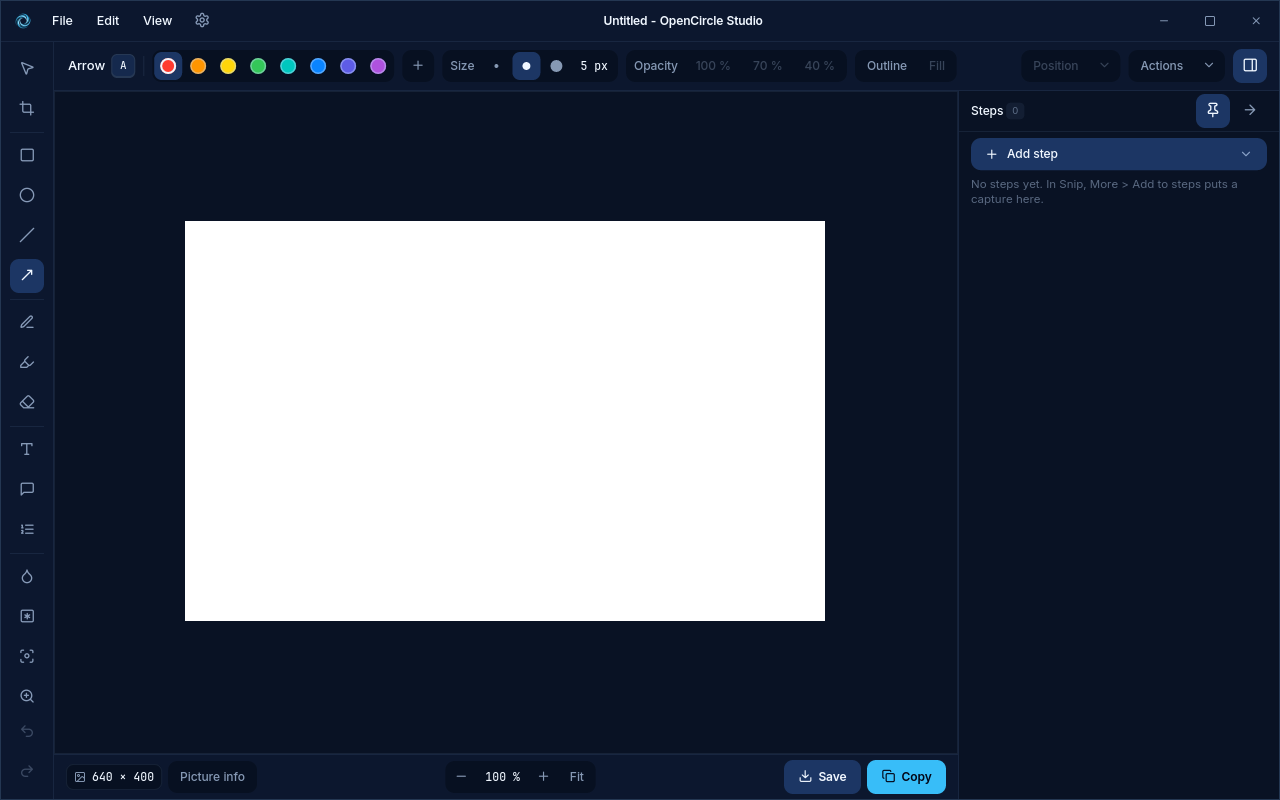 File Edit View
Untitled - OpenCircle Studio
Arrow A
Size 5 px
Opacity 100 % 70 % 40 %
Outline Fill
Position
Actions
Steps 0
Add step
No steps yet. In Snip, More > Add to steps puts a
capture here.
640 × 400
Picture info
100 %
Fit
Save
Copy